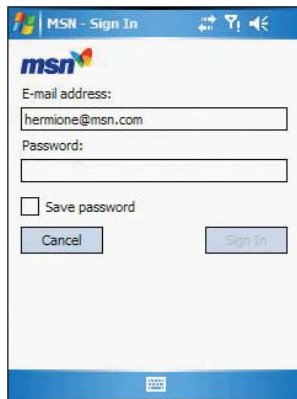 MSN - Sign In
msn
E-mail address:
hermione@msn.com
Password:
Save password
Cancel
Sign In